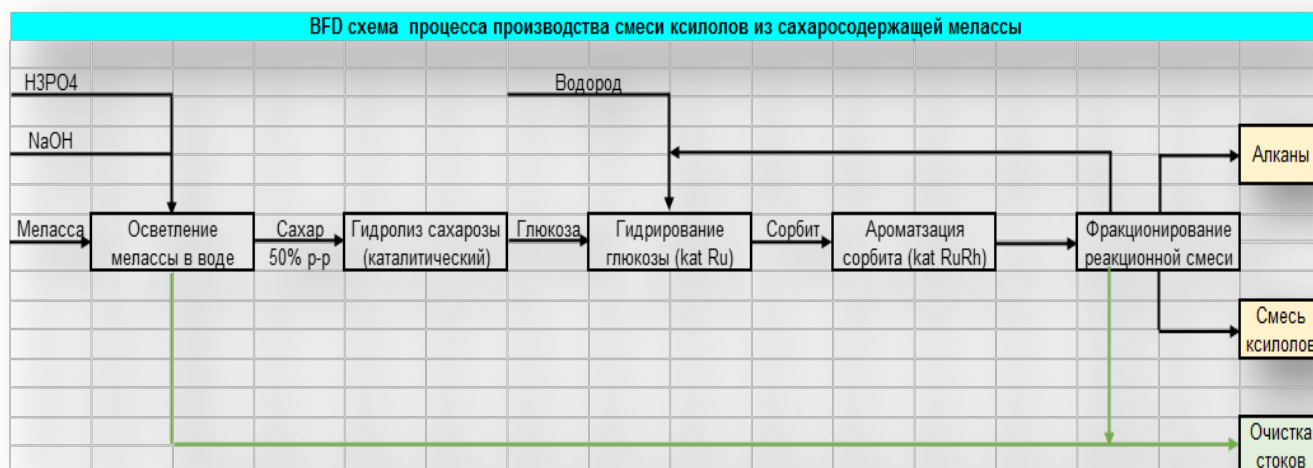 BFD схема процесса производства смеси ксилолов из сахаросодержащей мелассы
H3PO4
Водород
NaOH
Алканы
Меласса
Осветление
мелассы в воде
Сахар
50% р-р
Гидролиз сахарозы
(каталитический)
Глюкоза
Гидрирование
глюкозы (kat Ru)
Сорбит
Ароматзация
сорбита (kat RuRh)
Фракционирование
реакционной смеси
Смесь
ксилолов
Очистка
стоков